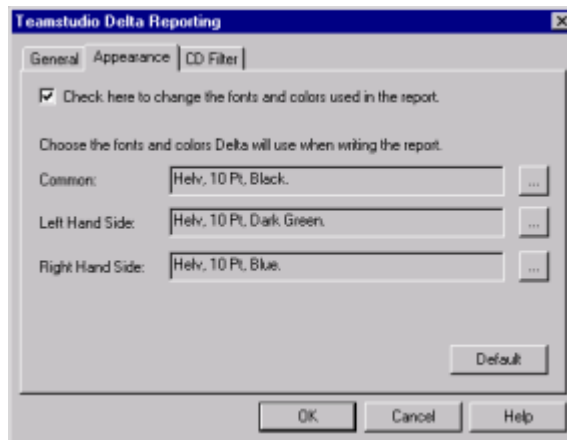 Teamstudio Delta Reporting
General Appearance CD Filter
Check here to change the fonts and colors used in the report.
Choose the fonts and colors Delta will use when writing the report.
Common: Helv, 10 Pt, Black. ...
Left Hand Side: Helv, 10 Pt, Dark Green. ...
Right Hand Side: Helv, 10 Pt, Blue. ...
Default
OK Cancel Help